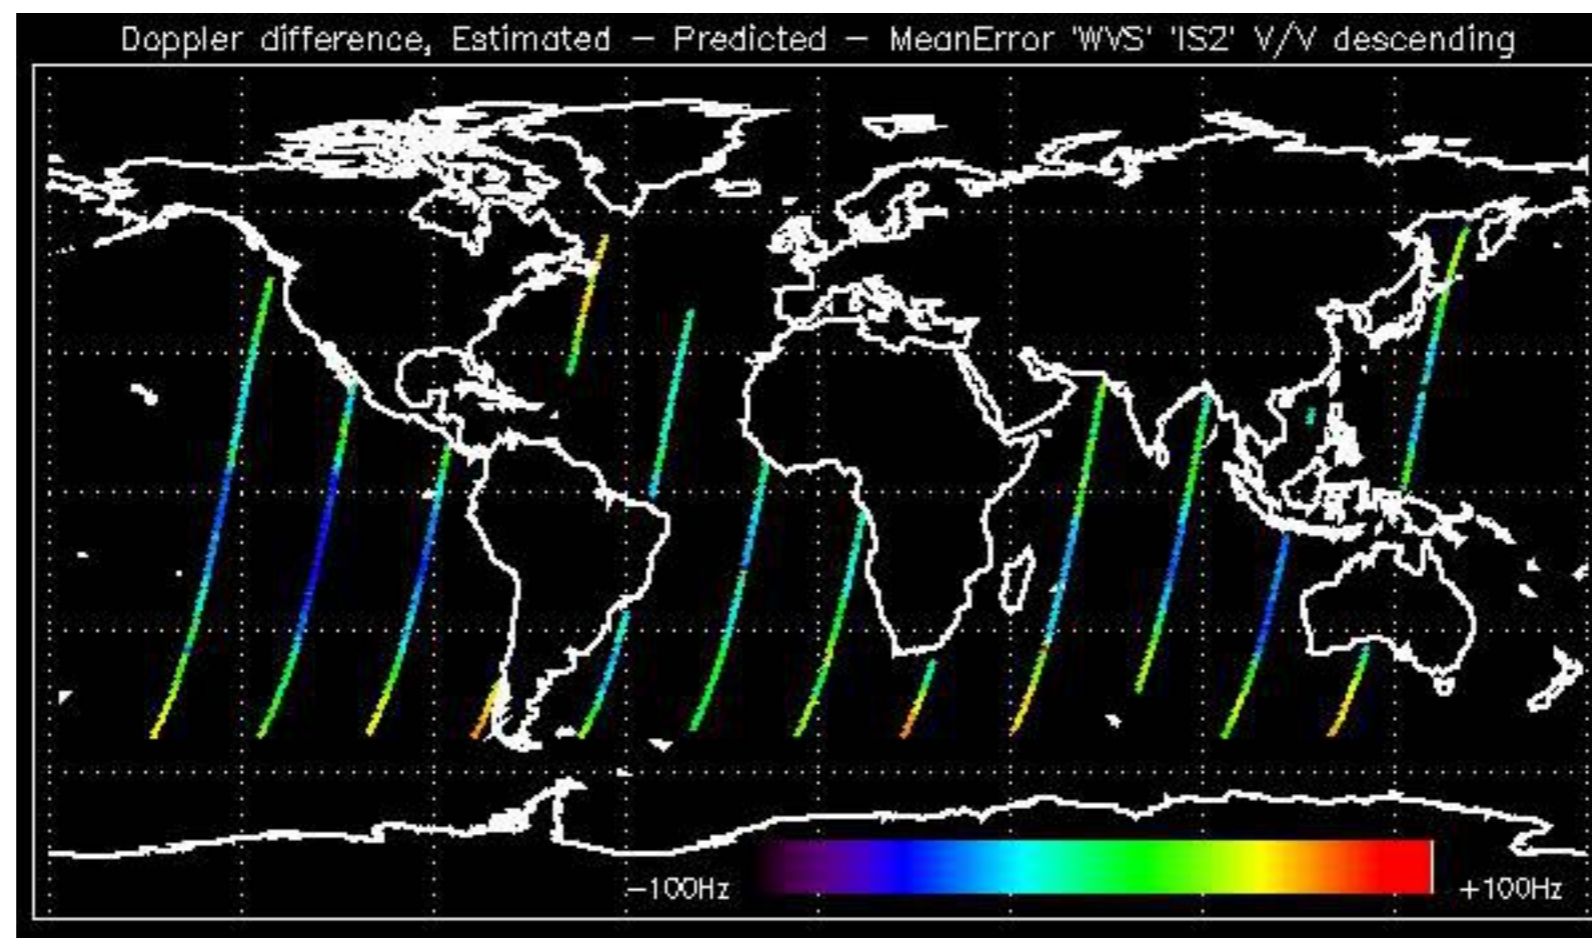 Doppler difference, Estimated – Predicted – MeanError 'WVS' 'IS2' V/V descending
–100Hz +100Hz